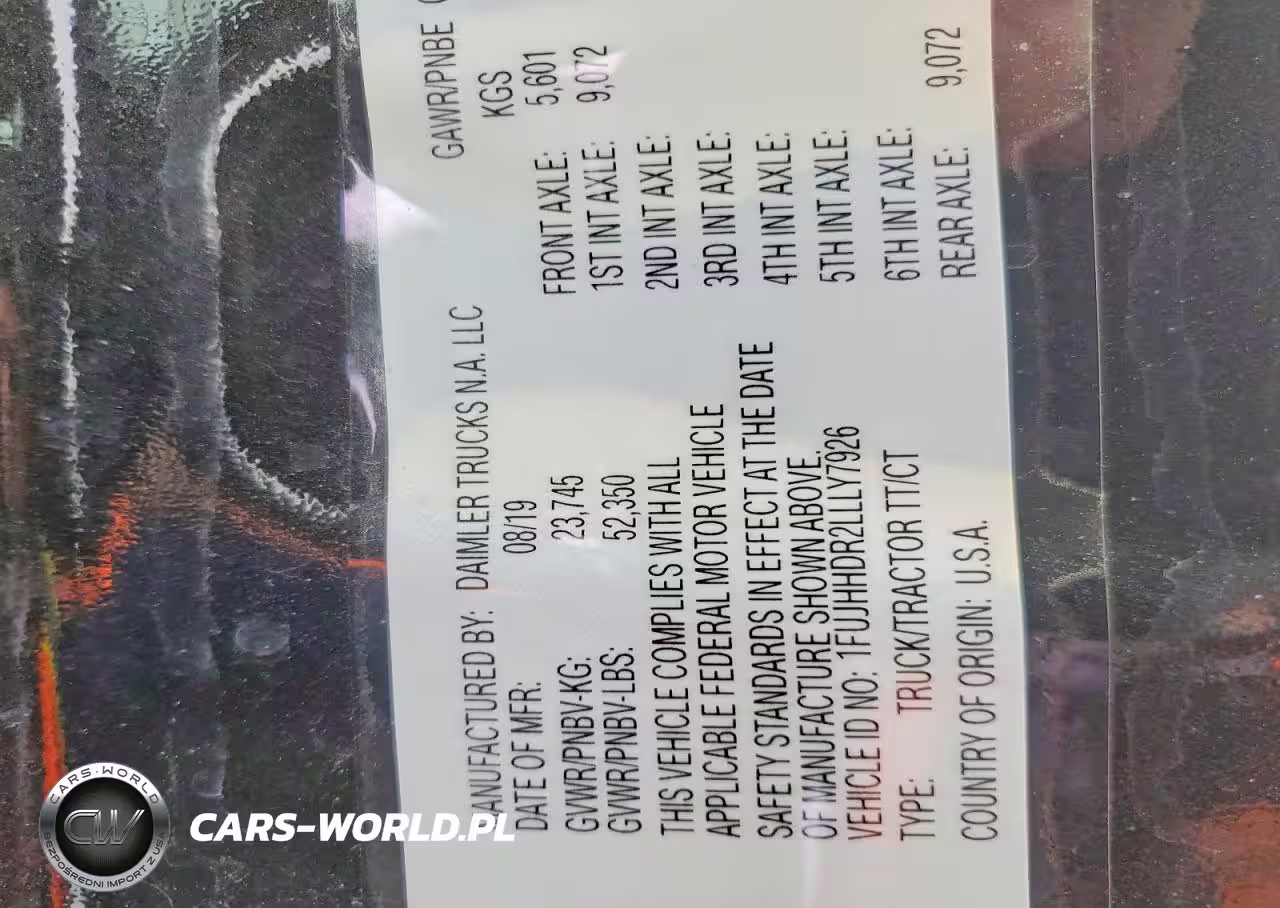 MANUFACTURED BY: DAIMLER TRUCKS N.A. LLC
DATE OF MFR: 08/19
GVWR/PNBV-KG: 23,745
GVWR/PNBV-LBS: 52,350
THIS VEHICLE COMPLIES WITH ALL
APPLICABLE FEDERAL MOTOR VEHICLE
SAFETY STANDARDS IN EFFECT AT THE DATE
OF MANUFACTURE SHOWN ABOVE.
VEHICLE ID NO: 1FUJHHDR2LLLY7926
TYPE: TRUCK/TRACTOR TT/CT
COUNTRY OF ORIGIN: U.S.A.
GAWR/PNBE (
KGS
FRONT AXLE: 5,601
1ST INT AXLE: 9,072
2ND INT AXLE:
3RD INT AXLE:
4TH INT AXLE:
5TH INT AXLE:
6TH INT AXLE:
REAR AXLE: 9,072
CARS-WORLD
CW
BEZPOŚREDNI IMPORT Z USA
CARS-WORLD.PL